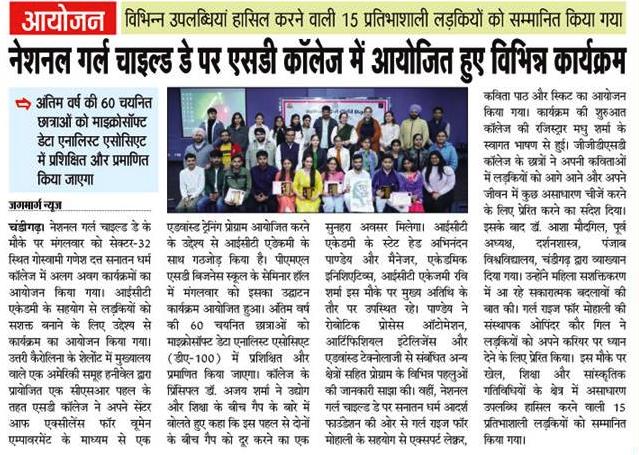 आयोजन
विभिन्न उपलब्धियां हासिल करने वाली 15 प्रतिभाशाली लड़कियों को सम्मानित किया गया
नेशनल गर्ल चाइल्ड डे पर एसडी कॉलेज में आयोजित हुए विभिन्न कार्यक्रम
अंतिम वर्ष की 60 चयनित
छात्राओं को माइक्रोसॉफ्ट
डेटा एनालिस्ट एसोसिएट
में प्रशिक्षित और प्रमाणित
किया जाएगा
जगमार्ग न्यूज
चंडीगढ़। नेशनल गर्ल चाइल्ड डे के
मौके पर मंगलवार को सेक्टर-32
स्थित गोस्वामी गणेश दत्त सनातन धर्म
कॉलेज में अलग अवग कार्यक्रमों का
आयोजन किया गया। आईसीटी
एकेडमी के सहयोग से लड़कियों को
सशक्त बनाने के लिए उद्देश्य से
कार्यक्रम का आयोजन किया गया।
उत्तरी कैरोलिना के शेर्लोट में मुख्यालय
वाले एक अमेरिकी समूह हनीवेल द्वारा
प्रायोजित एक सीएसआर पहल के
तहत एसडी कॉलेज ने अपने सेंटर
आफ एक्सीलेंस फॉर वूमेन
एम्पावरमेंट के माध्यम से एक
एडवांस्ड ट्रेनिंग प्रोग्राम आयोजित करने
के उद्देश्य से आईसीटी ऐडेकमी के
साथ गठजोड़ किया है। पीएमएल
एसडी बिजनेस स्कूल के सेमिनार हॉल
में मंगलवार को इसका उद्घाटन
कार्यक्रम आयोजित हुआ। अंतिम वर्ष
की 60 चयनित छात्राओं को
माइक्रोसॉफ्ट डेटा एनालिस्ट एसोसिएट
(डीए-100) में प्रशिक्षित और
प्रमाणित किया जाएगा। कॉलेज के
प्रिंसिपल डॉ. अजय शर्मा ने उद्योग
और शिक्षा के बीच गैप के बारे में
बोलते हुए कहा कि इस पहल से दोनों
के बीच गैप को दूर करने का एक
सुनहरा अवसर मिलेगा। आईसीटी
एकेडमी के स्टेट हेड अभिनंदन
पाण्डेय और मैनेजर, एकेडमिक
इनिशिएटिव्स, आईसीटी एकेजमी रवि
शर्मा इस मौके पर मुख्य अतिथि के
तौर पर उपस्थित रहे। पाण्डेय ने
रोबोटिक प्रोसेस ऑटोमेशन,
आर्टिफिशियल इंटेलिजेंस और
एडवांस्ड टेक्नोलाजी से संबंधित अन्य
क्षेत्रों सहित प्रोग्राम के विभिन्न पहलुओं
की जानकारी साझा की। वहीं, नेशनल
गर्ल चाइल्ड डे पर सनातन धर्म आदर्श
फाउंडेशन की ओर से गर्ल राइज फॉर
मोहाली के सहयोग से एक्सपर्ट लेक्चर,
कविता पाठ और स्किट का आयोजन
किया गया। कार्यक्रम की शुरुआत
कॉलेज की रजिस्ट्रार मधु शर्मा के
स्वागत भाषण से हुई। जीजीडीएसडी
कॉलेज के छात्रों ने अपनी कविताओं
में लड़कियों को आगे आने और अपने
जीवन में कुछ असाधारण चीजें करने
के लिए प्रेरित करने का संदेश दिया।
इसके बाद डॉ. आशा मौदगिल, पूर्व
अध्यक्ष, दर्शनशास्त्र, पंजाब
विश्वविद्यालय, चंडीगढ़ द्वारा व्याख्यान
दिया गया। उन्होंने महिला सशक्तिकरण
में आ रहे सकारात्मक बदलावों की
बात की। गर्ल राइज फॉर मोहाली की
संस्थापक ओपिंदर कौर गिल ने
लड़कियों को अपने करियर पर ध्यान
देने के लिए प्रेरित किया। इस मौके पर
खेल, शिक्षा और सांस्कृतिक
गतिविधियों के क्षेत्र में असाधारण
उपलब्धि हासिल करने वाली 15
प्रतिभाशाली लड़कियों को सम्मानित
किया गया।